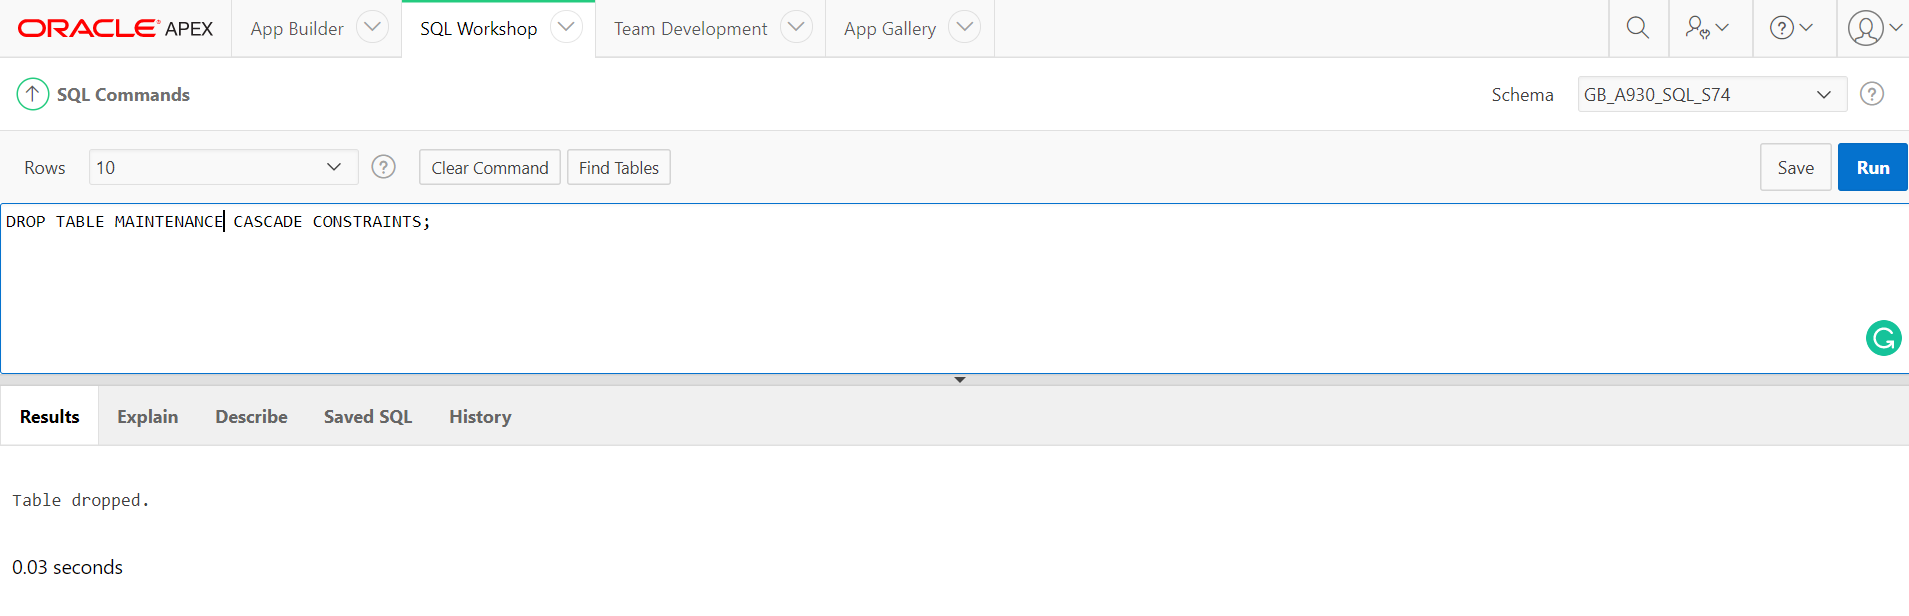 ORACLE APEX App Builder SQL Workshop Team Development App Gallery
SQL Commands Schema GB_A930_SQL_S74
Rows 10 Clear Command Find Tables Save Run
DROP TABLE MAINTENANCE CASCADE CONSTRAINTS;
Results Explain Describe Saved SQL History
Table dropped.
0.03 seconds